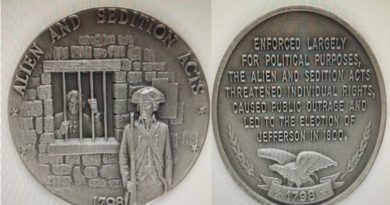 ALIEN AND SEDITION ACTS
1798
ENFORCED LARGELY
FOR POLITICAL PURPOSES,
THE ALIEN AND SEDITION ACTS
THREATENED INDIVIDUAL RIGHTS,
CAUSED PUBLIC OUTRAGE AND
LED TO THE ELECTION OF
JEFFERSON IN 1800.
1798